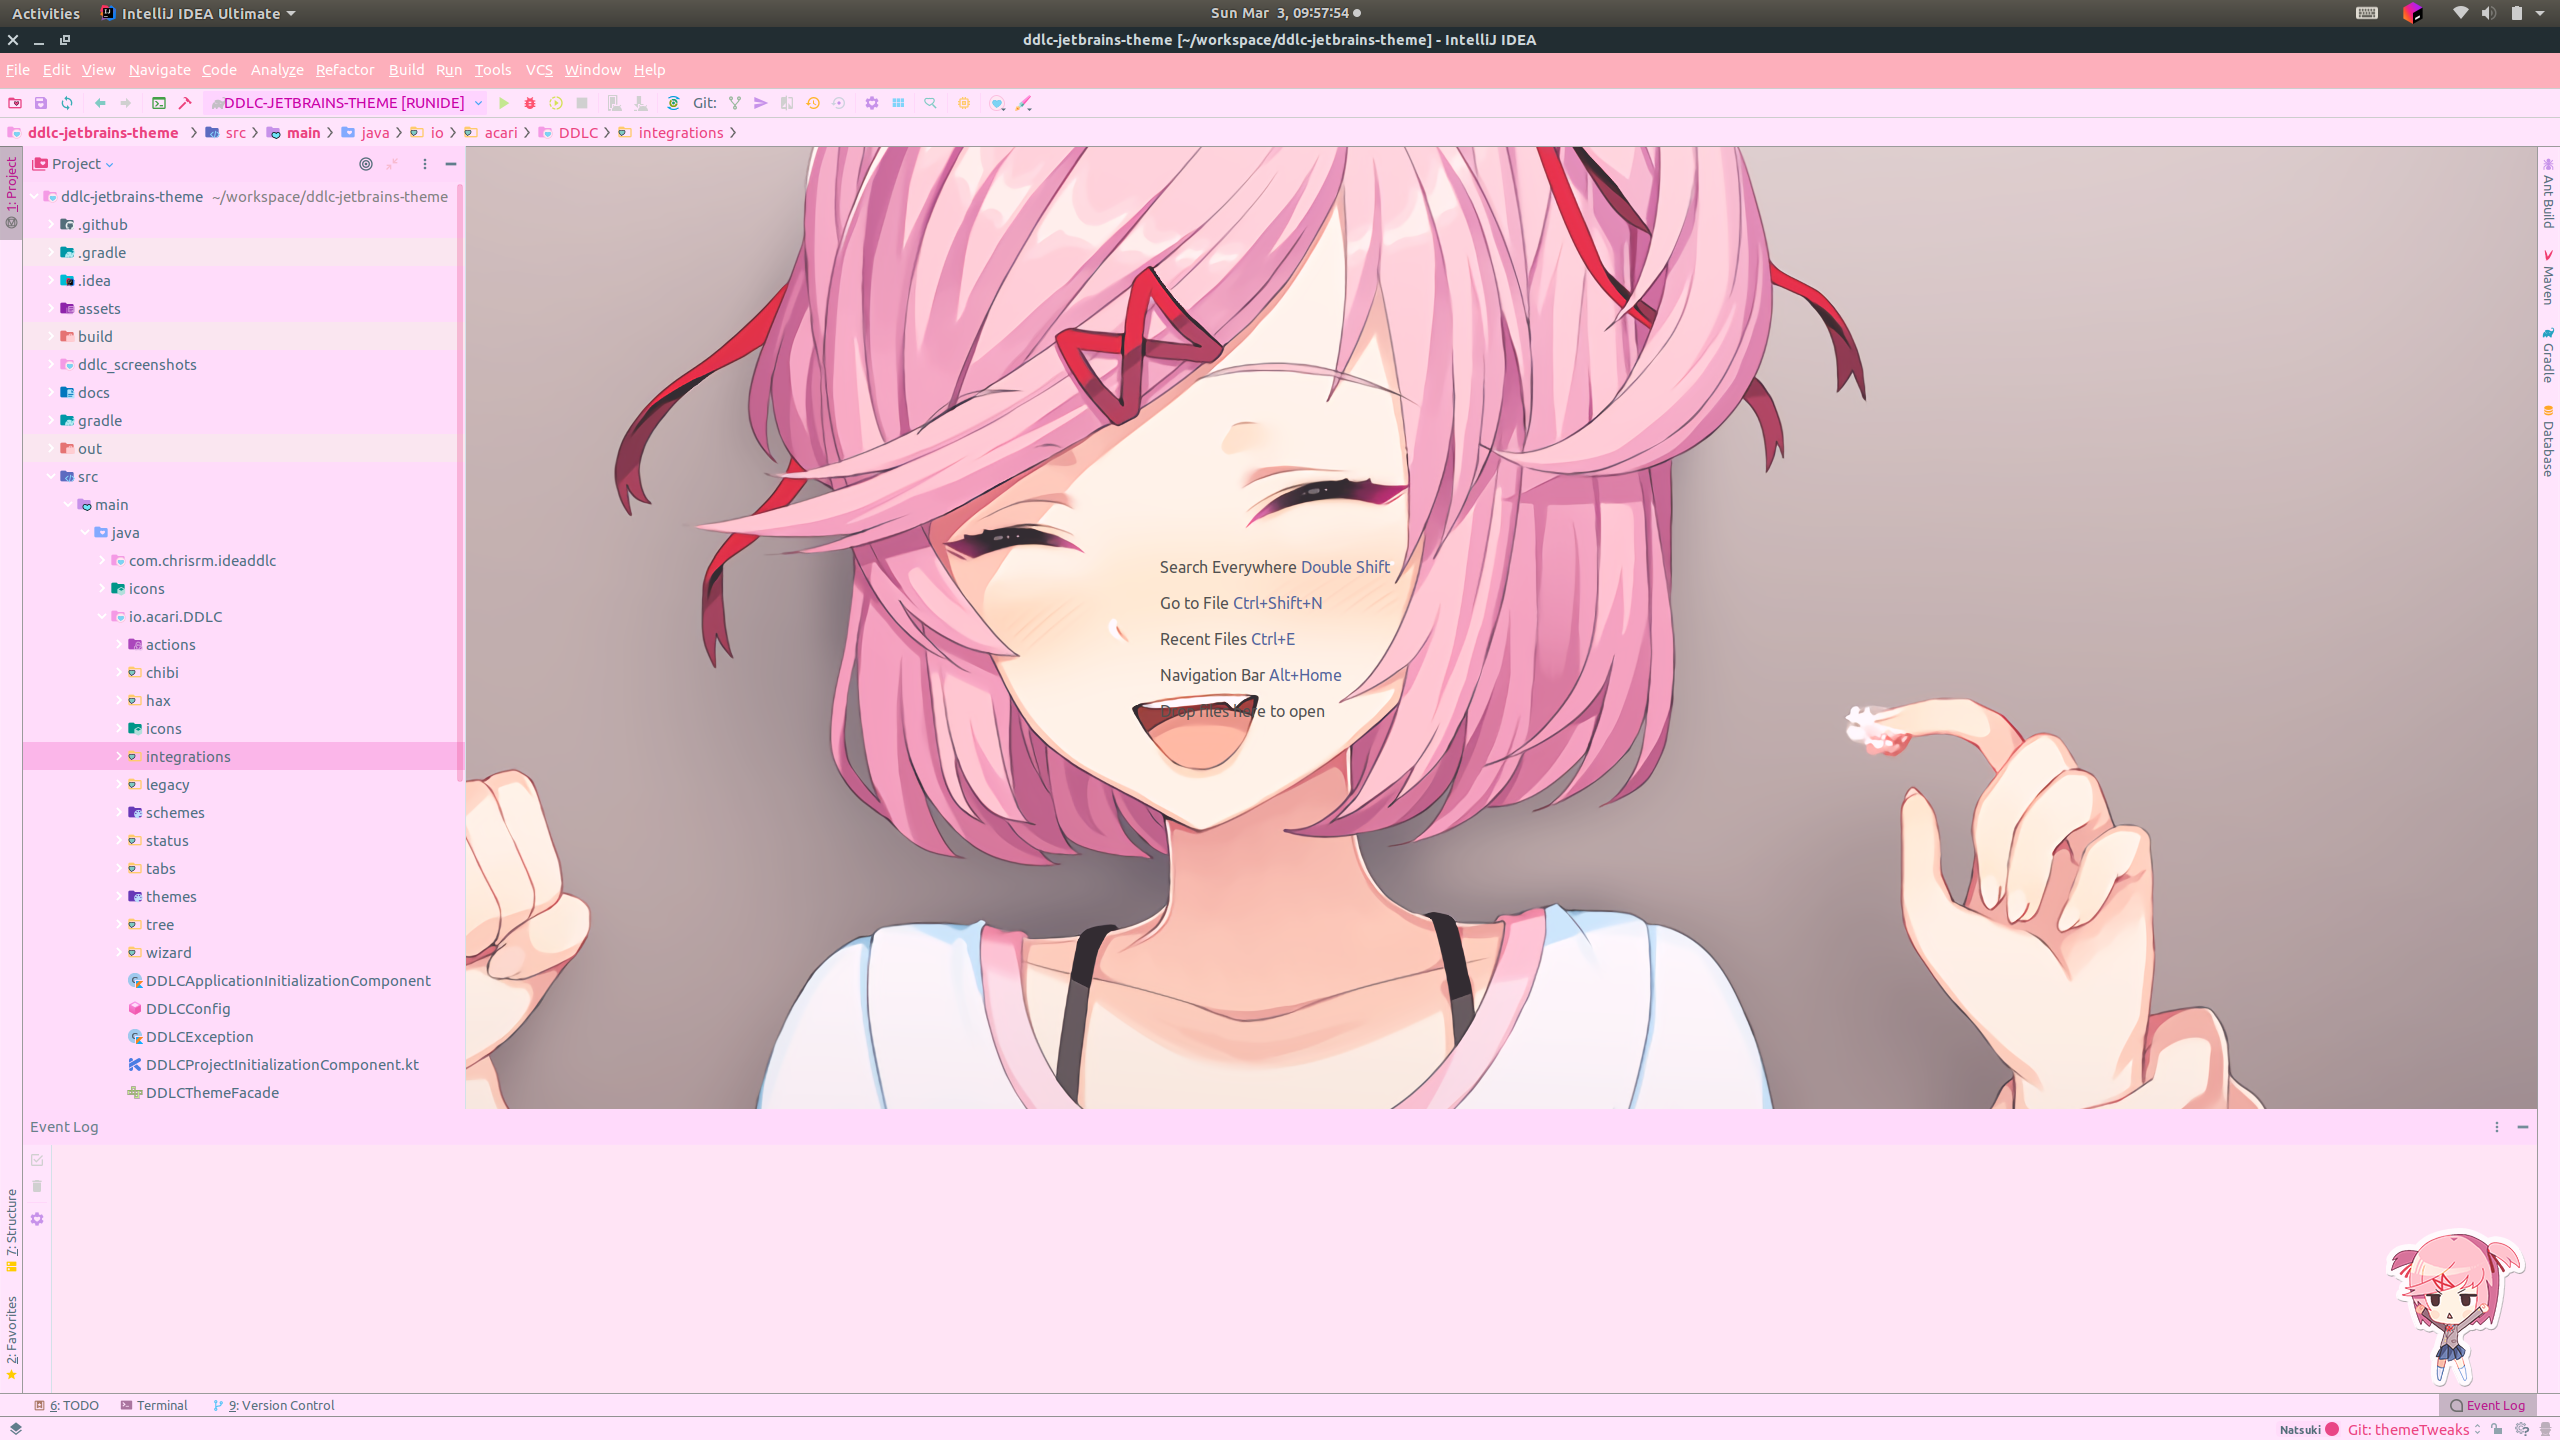 Activities IntelliJ IDEA Ultimate Sun Mar 3, 09:57:54
ddlc-jetbrains-theme [~/workspace/ddlc-jetbrains-theme] - IntelliJ IDEA
File Edit View Navigate Code Analyze Refactor Build Run Tools VCS Window Help
DDLC-JETBRAINS-THEME [RUNIDE] Git:
ddlc-jetbrains-theme src main java io acari DDLC integrations
1: Project
Project
ddlc-jetbrains-theme ~/workspace/ddlc-jetbrains-theme
.github
.gradle
.idea
assets
build
ddlc_screenshots
docs
gradle
out
src
main
java
com.chrisrm.ideaddlc
icons
io.acari.DDLC
actions
chibi
hax
icons
integrations
legacy
schemes
status
tabs
themes
tree
wizard
DDLCApplicationInitializationComponent
DDLCConfig
DDLCException
DDLCProjectInitializationComponent.kt
DDLCThemeFacade
Search Everywhere Double Shift
Go to File Ctrl+Shift+N
Recent Files Ctrl+E
Navigation Bar Alt+Home
Drop files here to open
Ant Build
Maven
Gradle
Database
Event Log
7: Structure
2: Favorites
6: TODO Terminal 9: Version Control Event Log
Natsuki Git: themeTweaks